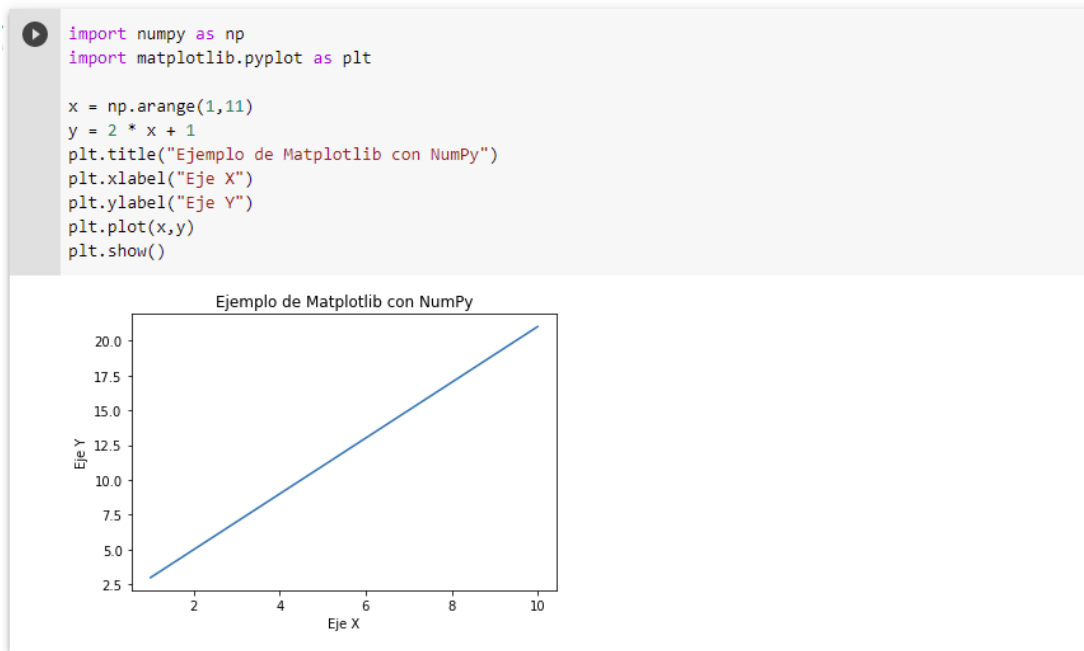 import numpy as np
import matplotlib.pyplot as plt
x = np.arange(1,11)
y = 2 * x + 1
plt.title("Ejemplo de Matplotlib con NumPy")
plt.xlabel("Eje X")
plt.ylabel("Eje Y")
plt.plot(x,y)
plt.show()
Ejemplo de Matplotlib con NumPy
20.0
17.5
15.0
12.5
10.0
7.5
5.0
2.5
Eje Y
2 4 6 8 10
Eje X